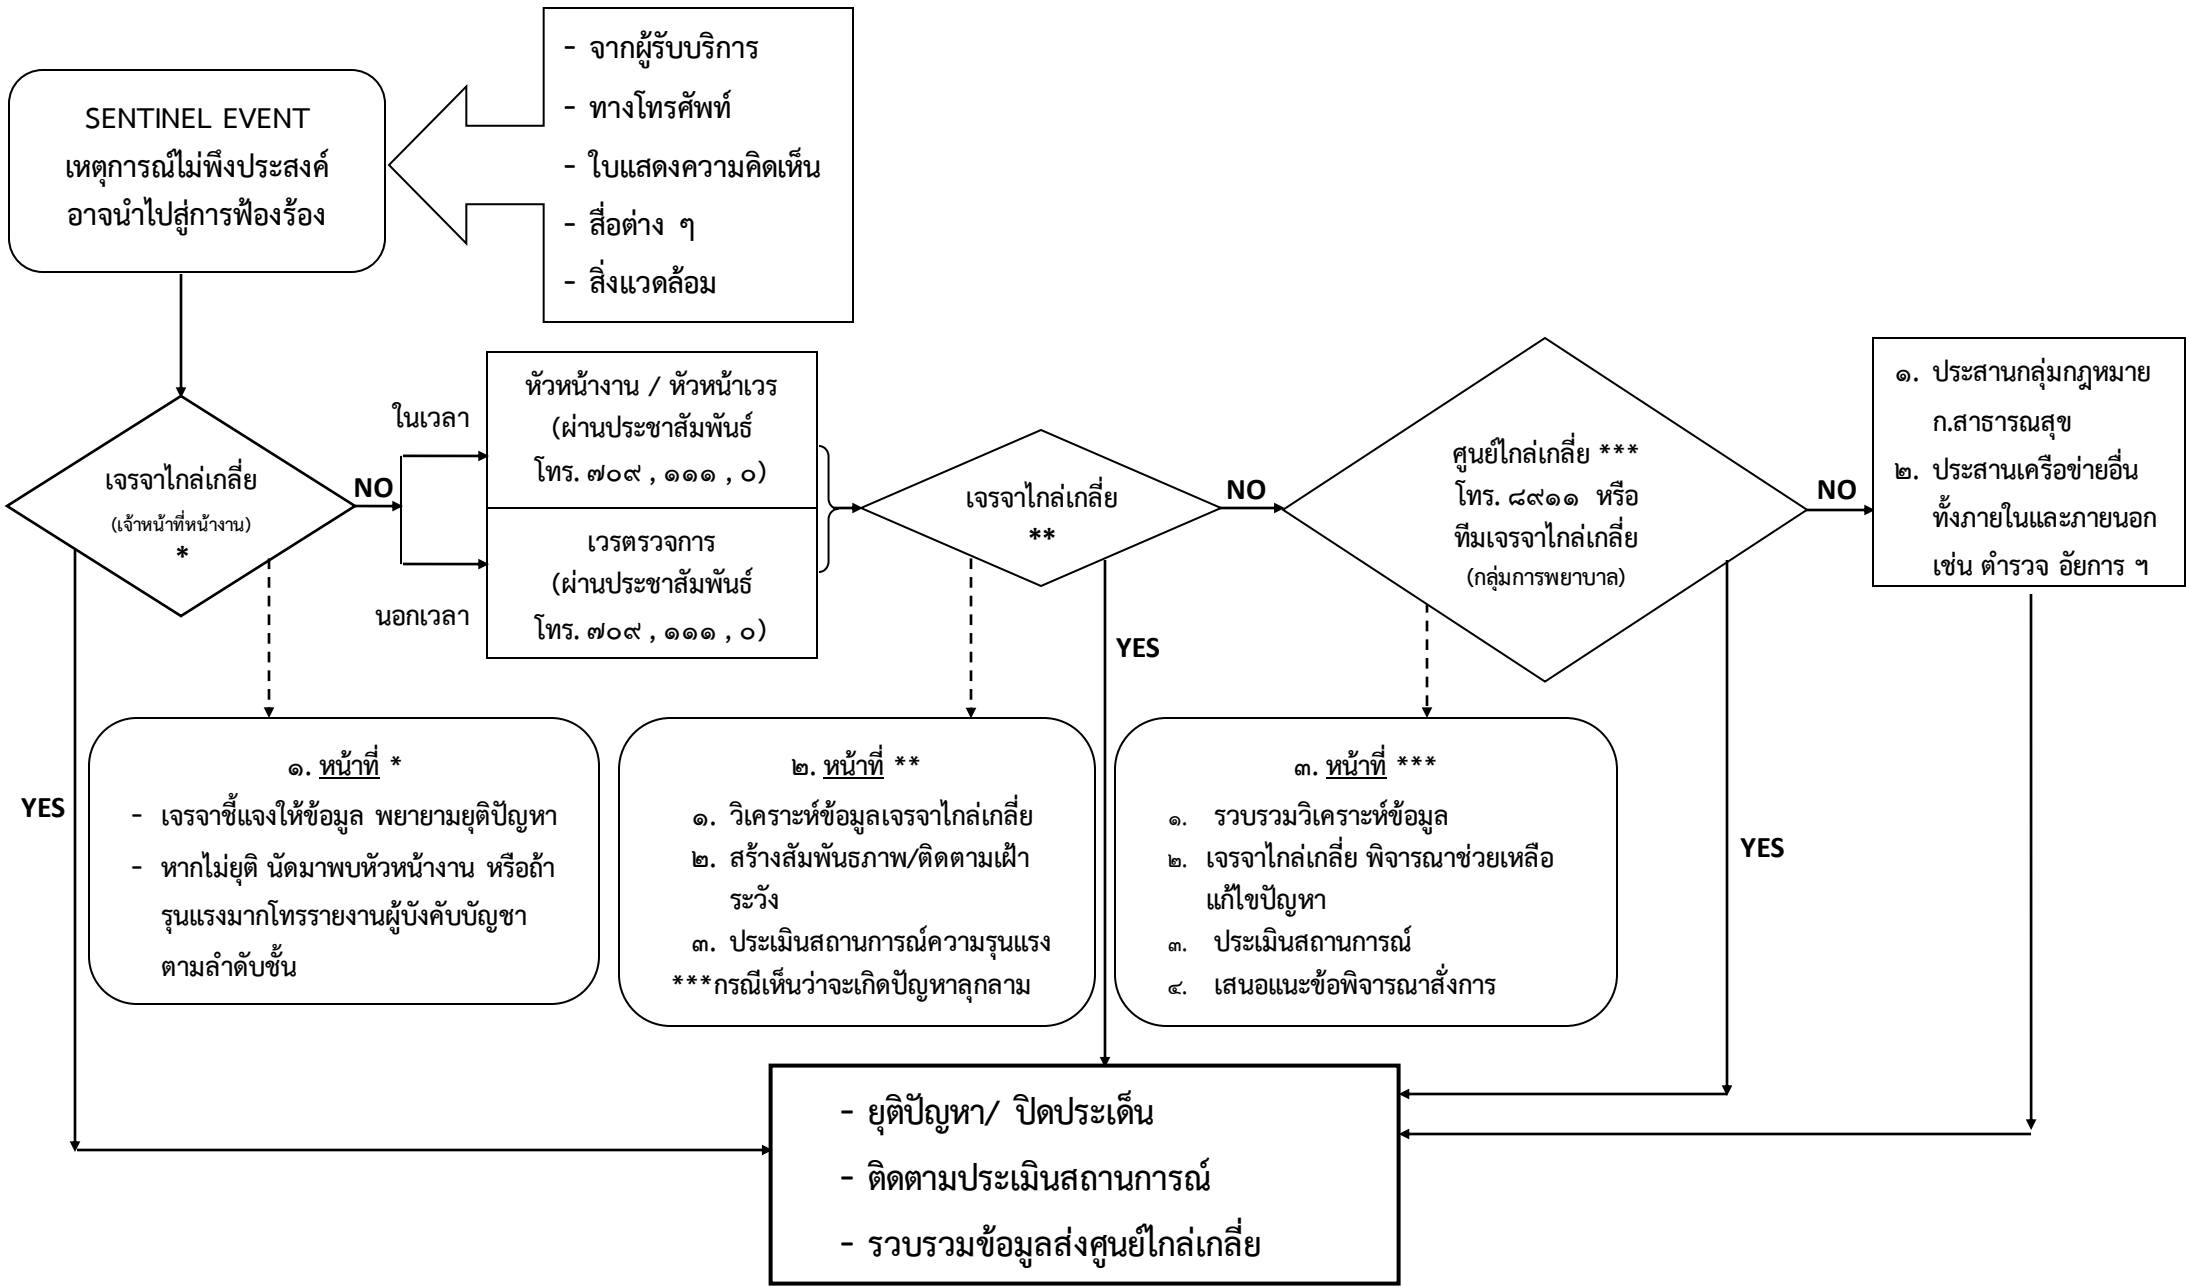 SENTINEL EVENT
เหตุการณ์ไม่พึงประสงค์
อาจนำไปสู่การฟ้องร้อง
- จากผู้รับบริการ
- ทางโทรศัพท์
- ใบแสดงความคิดเห็น
- สื่อต่าง ๆ
- สิ่งแวดล้อม
เจรจาไกล่เกลี่ย
(เจ้าหน้าที่หน้างาน)
*
NO
ในเวลา
นอกเวลา
หัวหน้างาน / หัวหน้าเวร
(ผ่านประชาสัมพันธ์
โทร. ๗๐๙ , ๑๑๑ , ๐)
เวรตรวจการ
(ผ่านประชาสัมพันธ์
โทร. ๗๐๙ , ๑๑๑ , ๐)
เจรจาไกล่เกลี่ย
**
NO
ศูนย์ไกล่เกลี่ย ***
โทร. ๘๙๑๑ หรือ
ทีมเจรจาไกล่เกลี่ย
(กลุ่มการพยาบาล)
NO
๑. ประสานกลุ่มกฎหมาย
ก.สาธารณสุข
๒. ประสานเครือข่ายอื่น
ทั้งภายในและภายนอก
เช่น ตำรวจ อัยการ ฯ
YES
๑. หน้าที่ *
- เจรจาชี้แจงให้ข้อมูล พยายามยุติปัญหา
- หากไม่ยุติ นัดมาพบหัวหน้างาน หรือถ้า
รุนแรงมากโทรรายงานผู้บังคับบัญชา
ตามลำดับชั้น
๒. หน้าที่ **
๑. วิเคราะห์ข้อมูลเจรจาไกล่เกลี่ย
๒. สร้างสัมพันธภาพ/ติดตามเฝ้า
ระวัง
๓. ประเมินสถานการณ์ความรุนแรง
***กรณีเห็นว่าจะเกิดปัญหาลุกลาม
YES
๓. หน้าที่ ***
๑. รวบรวมวิเคราะห์ข้อมูล
๒. เจรจาไกล่เกลี่ย พิจารณาช่วยเหลือ
แก้ไขปัญหา
๓. ประเมินสถานการณ์
๔. เสนอแนะข้อพิจารณาสั่งการ
YES
- ยุติปัญหา/ ปิดประเด็น
- ติดตามประเมินสถานการณ์
- รวบรวมข้อมูลส่งศูนย์ไกล่เกลี่ย